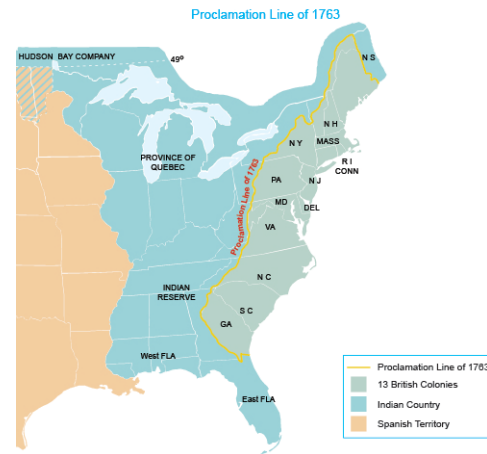 Proclamation Line of 1763
HUDSON BAY COMPANY
49º
N S
N H
N Y
MASS
R I
CONN
PROVINCE OF
QUEBEC
PA
N J
MD
DEL
VA
Proclamation Line of 1763
N C
INDIAN
RESERVE
S C
GA
West FLA
East FLA
Proclamation Line of 1763
13 British Colonies
Indian Country
Spanish Territory